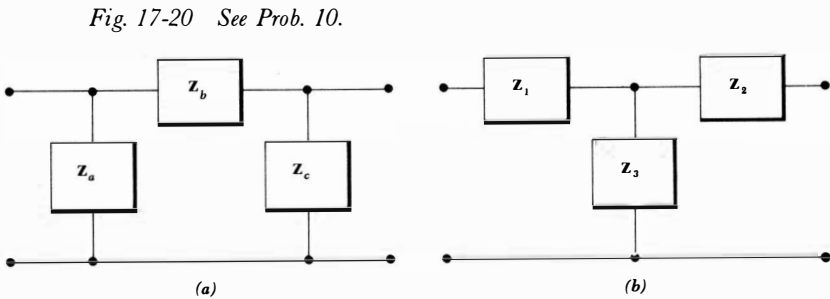 Fig. 17-20 See Prob. 10.
Z_b
Z_a
Z_c
(a)
Z_1
Z_2
Z_3
(b)